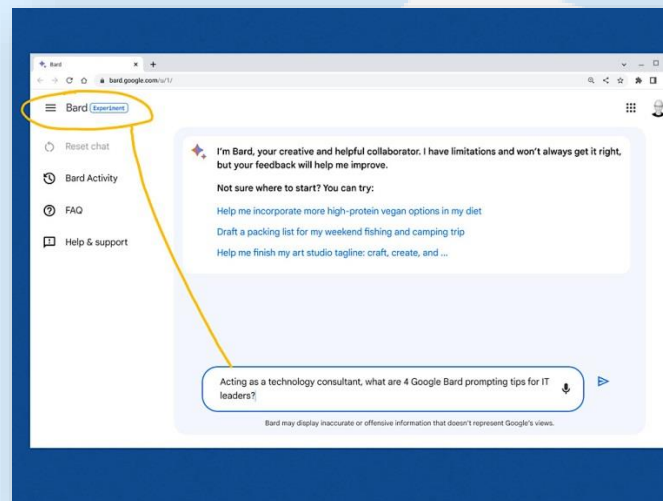 Bard
bard.google.com/u/1/
Bard Experiment
Reset chat
Bard Activity
FAQ
Help & support
I'm Bard, your creative and helpful collaborator. I have limitations and won't always get it right,
but your feedback will help me improve.
Not sure where to start? You can try:
Help me incorporate more high-protein vegan options in my diet
Draft a packing list for my weekend fishing and camping trip
Help me finish my art studio tagline: craft, create, and ...
Acting as a technology consultant, what are 4 Google Bard prompting tips for IT
leaders?
Bard may display inaccurate or offensive information that doesn't represent Google's views.